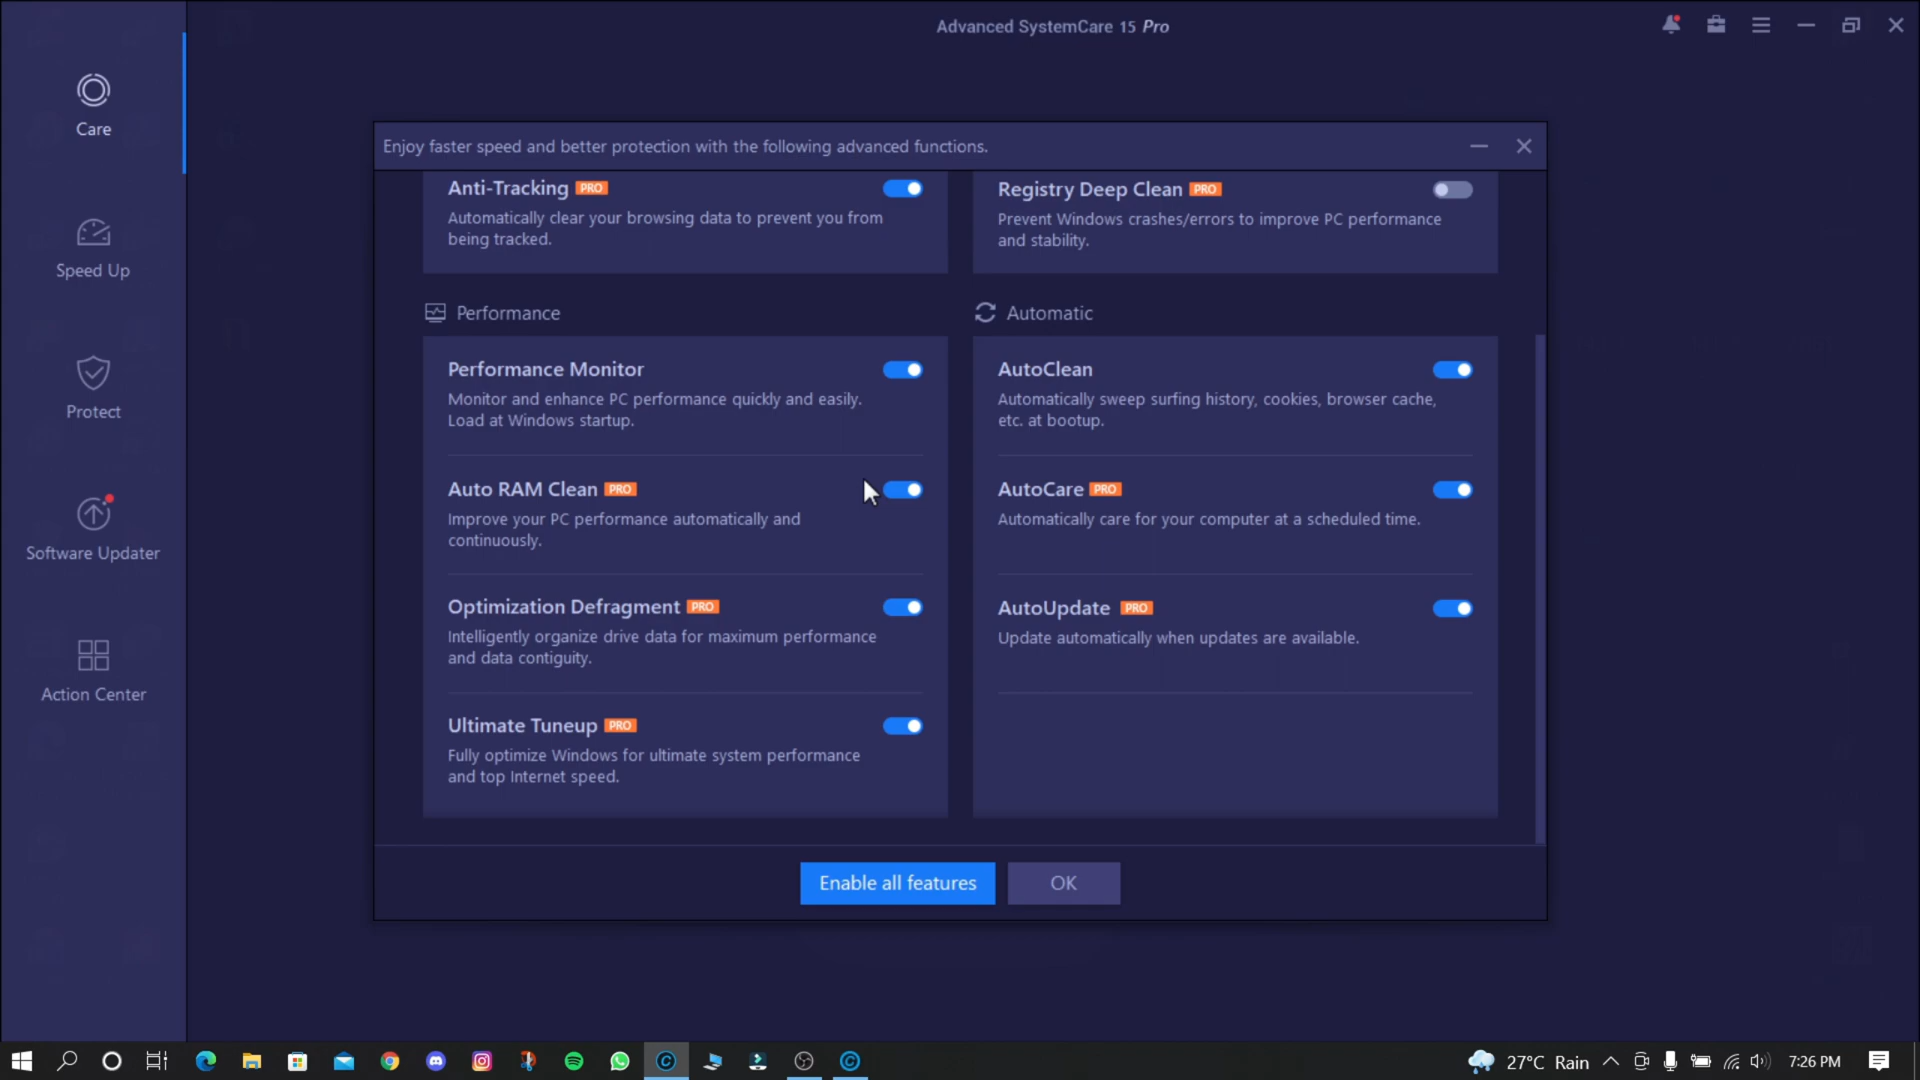 Advanced SystemCare 15 Pro
Care
Speed Up
Protect
Software Updater
Action Center
Enjoy faster speed and better protection with the following advanced functions.
Anti-Tracking PRO
Automatically clear your browsing data to prevent you from
being tracked.
Registry Deep Clean PRO
Prevent Windows crashes/errors to improve PC performance
and stability.
Performance
Performance Monitor
Monitor and enhance PC performance quickly and easily.
Load at Windows startup.
Auto RAM Clean PRO
Improve your PC performance automatically and
continuously.
Optimization Defragment PRO
Intelligently organize drive data for maximum performance
and data contiguity.
Ultimate Tuneup PRO
Fully optimize Windows for ultimate system performance
and top Internet speed.
Automatic
AutoClean
Automatically sweep surfing history, cookies, browser cache,
etc. at bootup.
AutoCare PRO
Automatically care for your computer at a scheduled time.
AutoUpdate PRO
Update automatically when updates are available.
Enable all features
OK
27°C Rain
7:26 PM